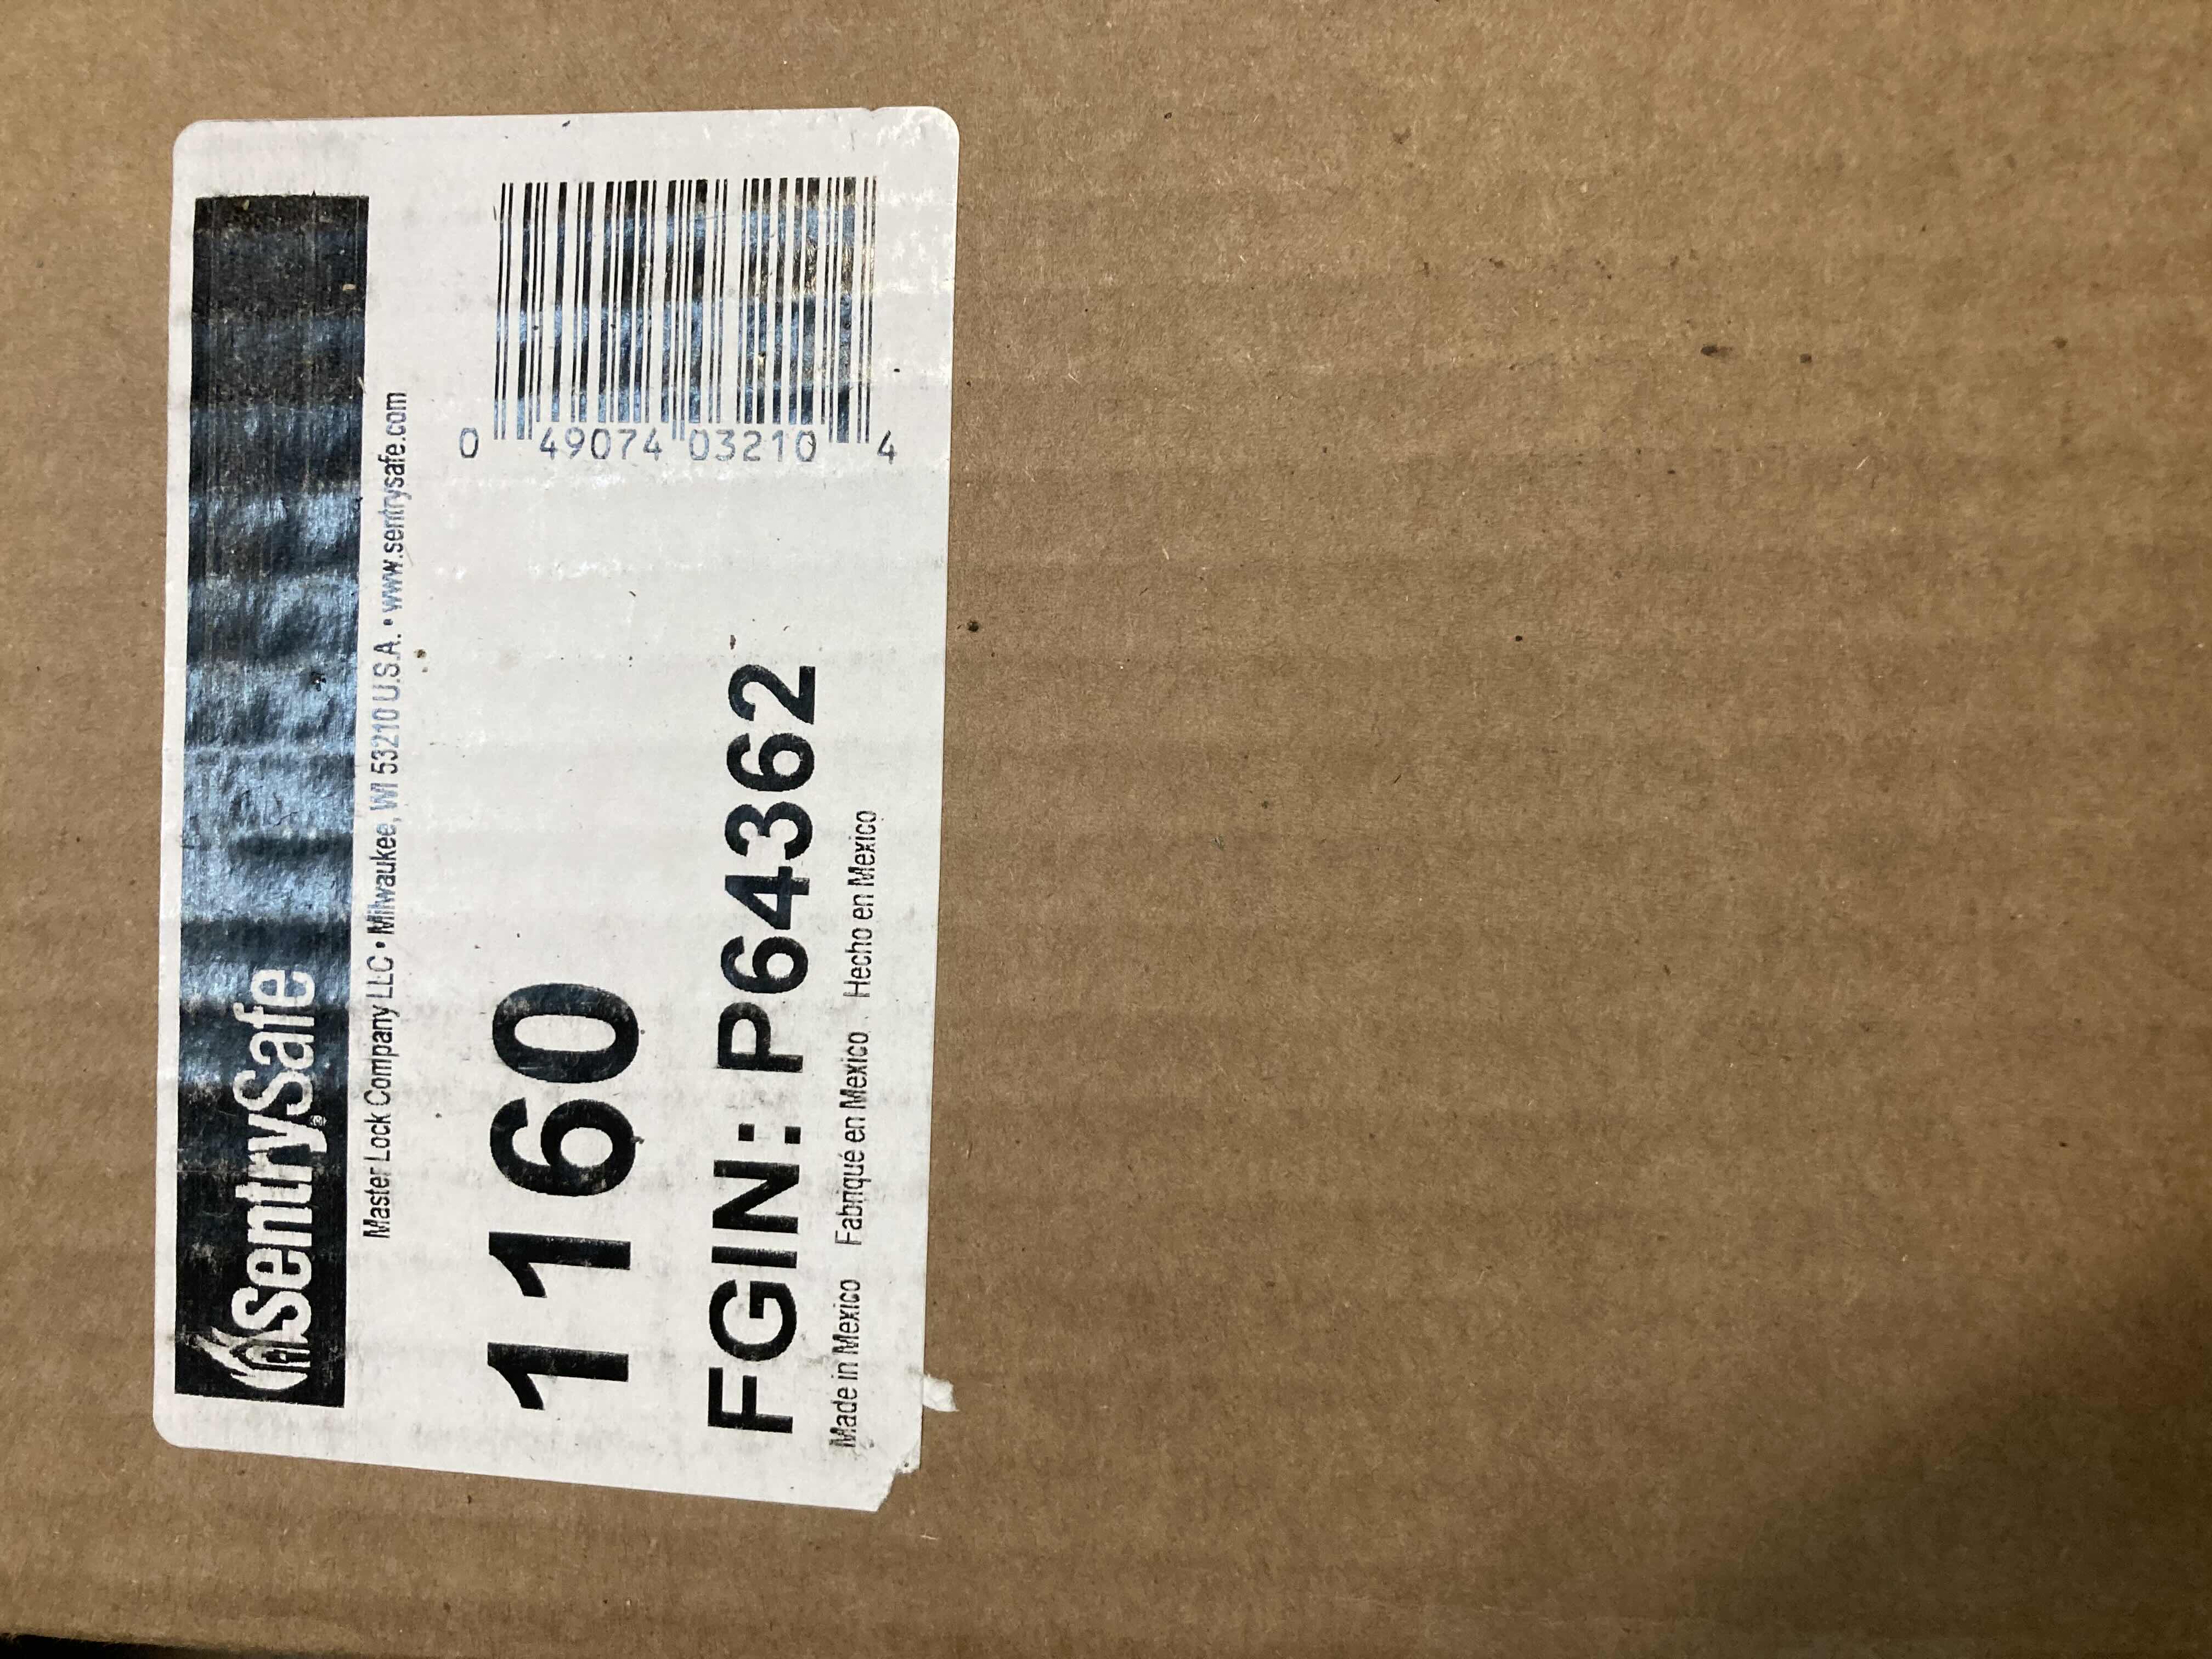 SentrySafe
Master Lock Company LLC • Milwaukee, WI 53210 U.S.A. • www.sentrysafe.com
1160
0 49074 03210 4
FGIN: P64362
Made in Mexico Fabriqué en Mexico Hecho en Mexico